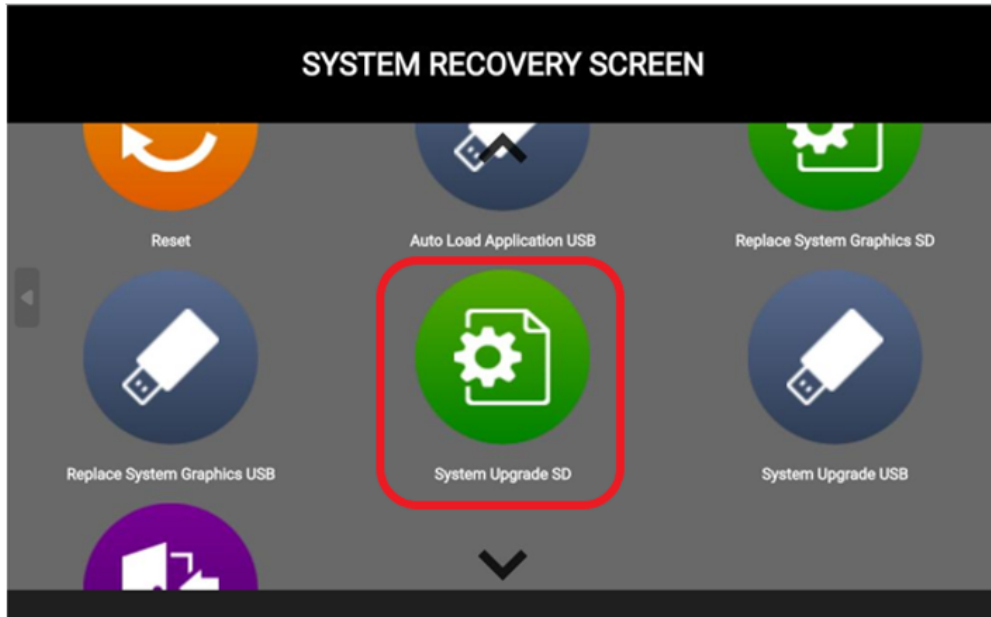 SYSTEM RECOVERY SCREEN
Reset
Auto Load Application USB
Replace System Graphics SD
Replace System Graphics USB
System Upgrade SD
System Upgrade USB